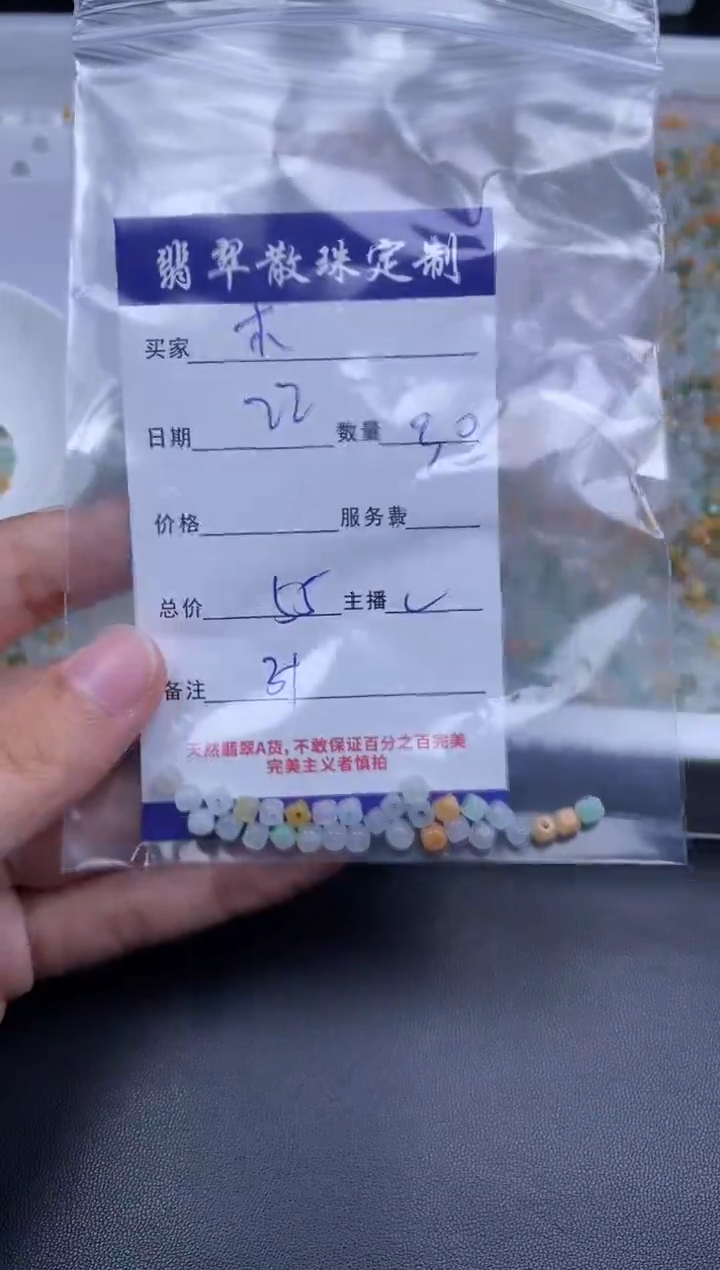 翡翠散珠定制
买家 木
日期 22 数量 90
价格 服务费
总价 55 主播
备注 31
天然翡翠A货,不敢保证百分之百完美
完美主义者慎拍